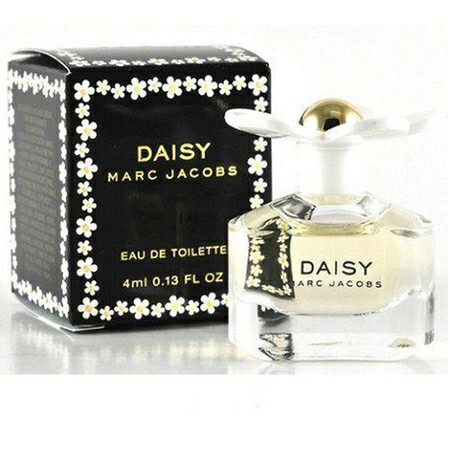 DAISY
MARC JACOBS
EAU DE TOILETTE
4ml 0.13 FL OZ
DAISY
MARC JACOBS